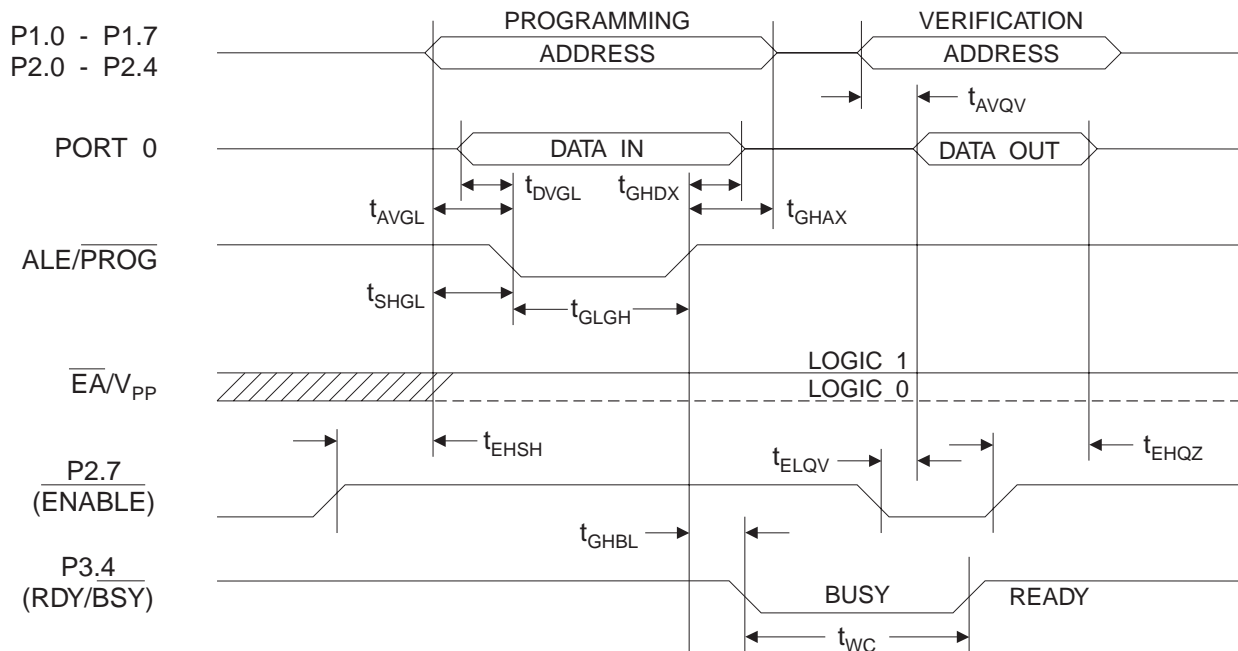 PROGRAMMING
VERIFICATION
P1.0 - P1.7
P2.0 - P2.4
ADDRESS
ADDRESS
tAVQV
PORT 0
DATA IN
DATA OUT
tDVGL
tGHDX
tAVGL
tGHAX
ALE/PROG
tSHGL
tGLGH
EA/VPP
LOGIC 1
LOGIC 0
tEHSH
tELQV
tEHQZ
P2.7
(ENABLE)
tGHBL
P3.4
(RDY/BSY)
BUSY
READY
tWC